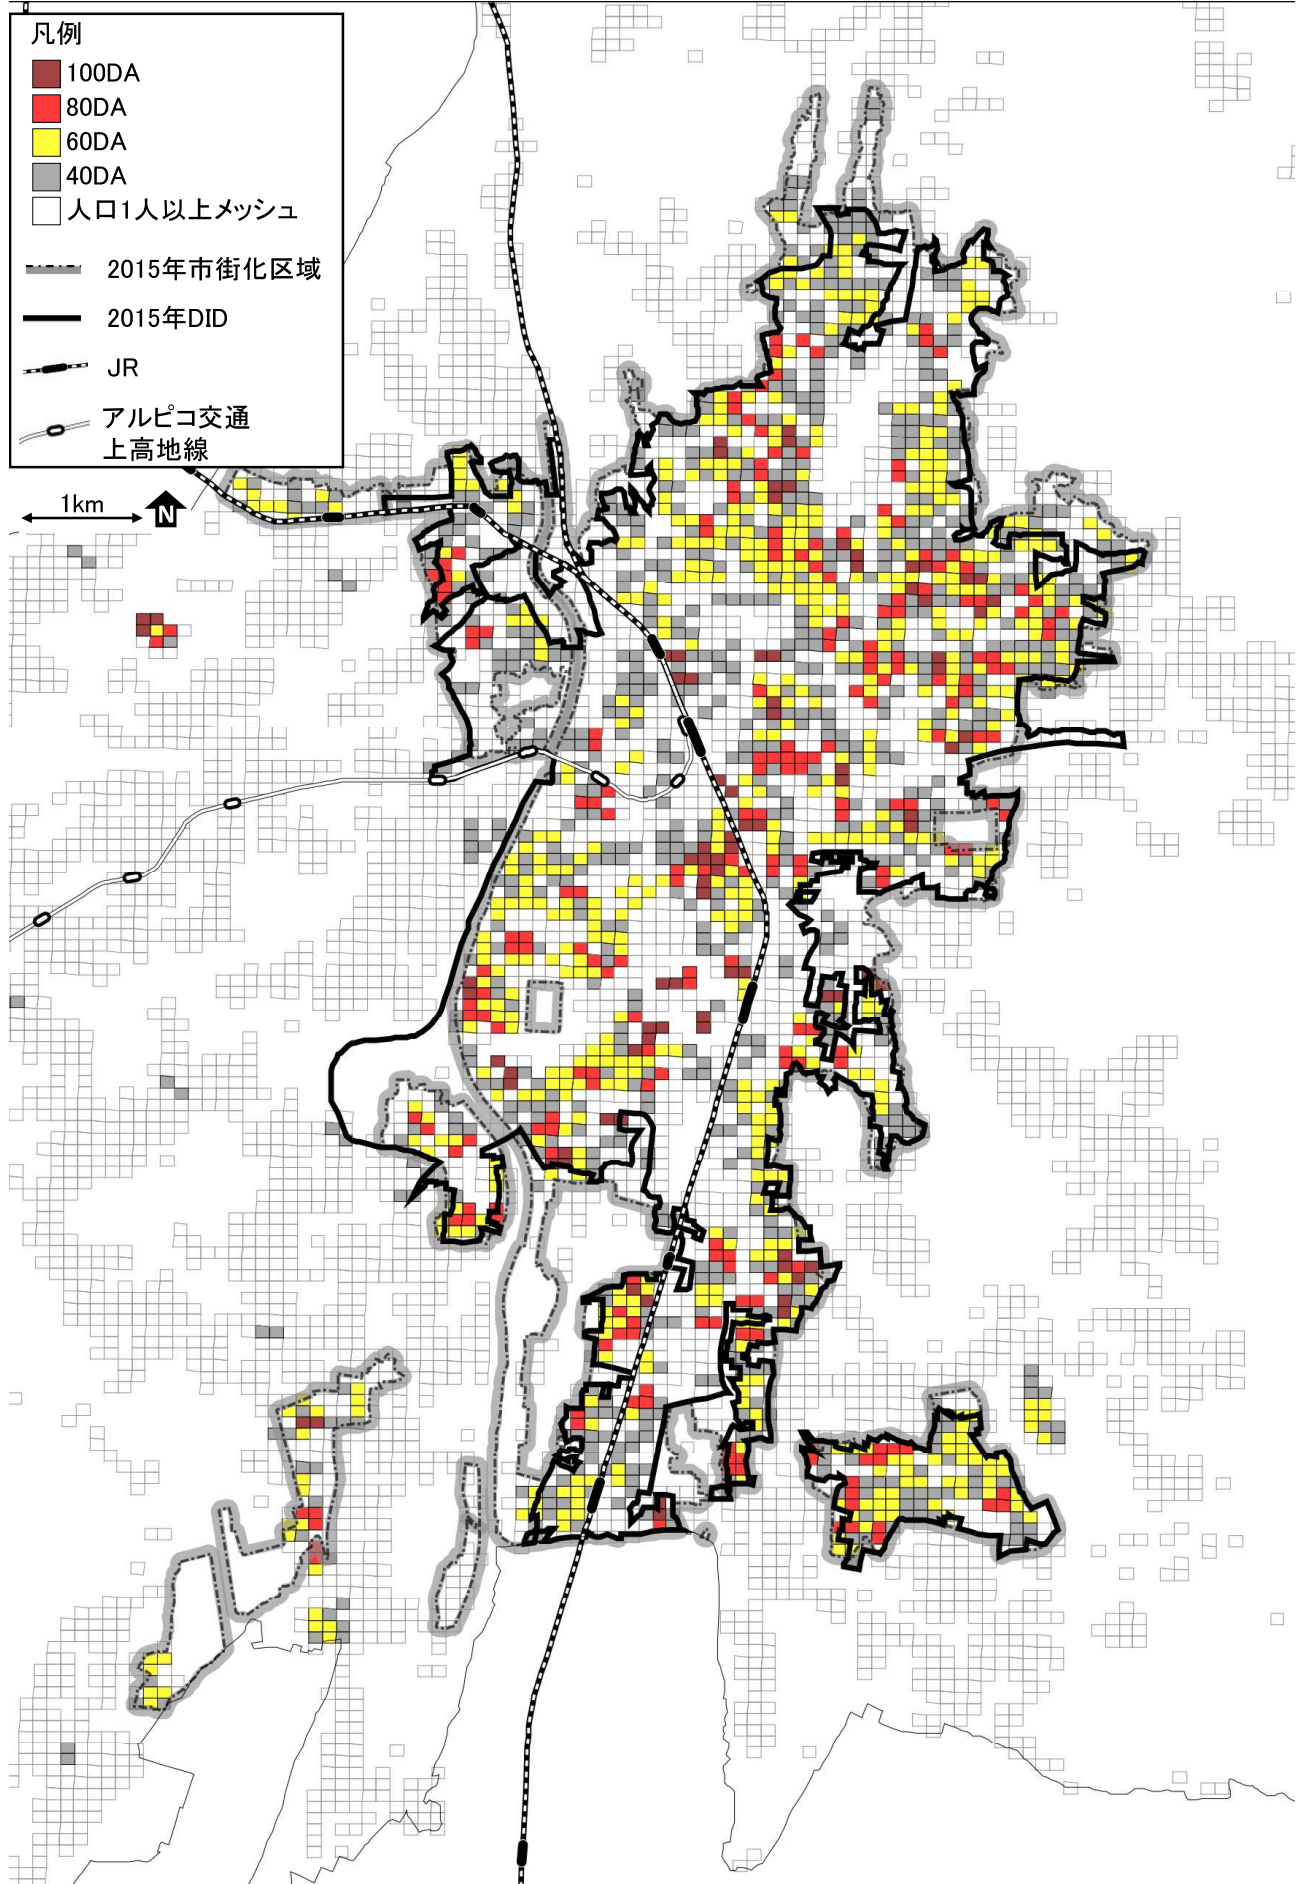 凡例
100DA
80DA
60DA
40DA
人口1人以上メッシュ
2015年市街化区域
2015年DID
JR
アルピコ交通
上高地線
1km
N